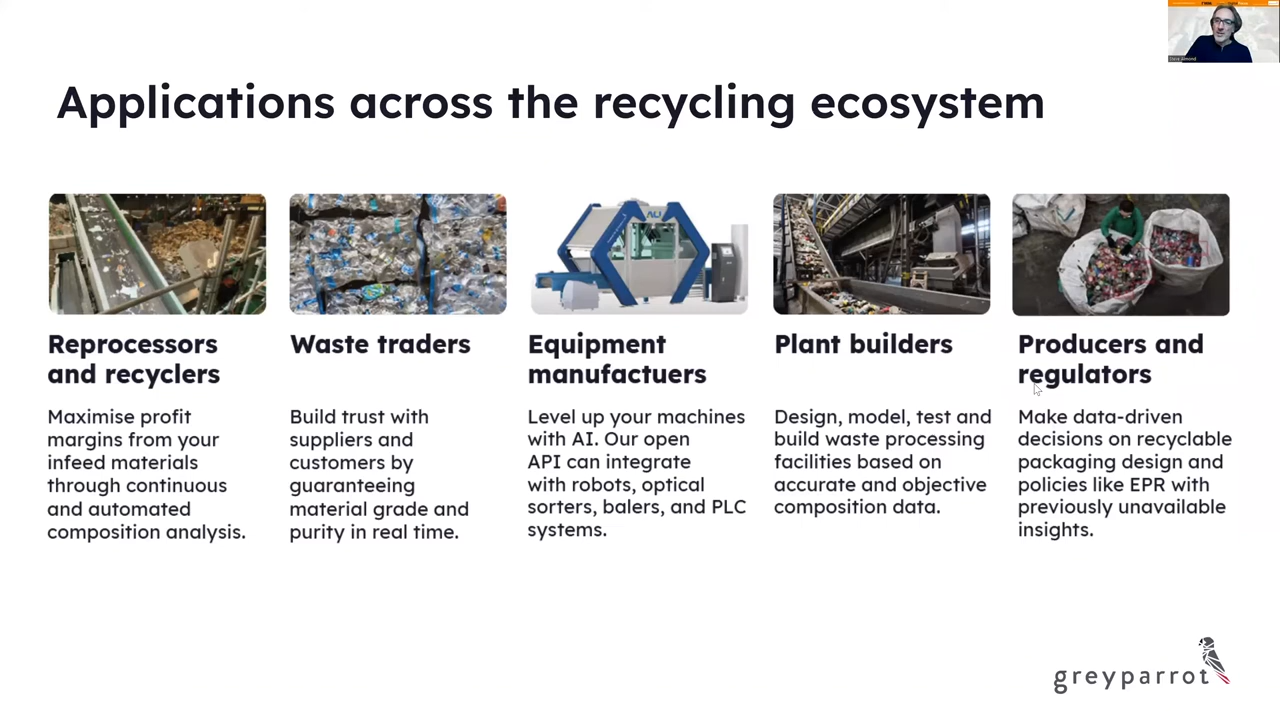 Applications across the recycling ecosystem
Reprocessors
and recyclers
Maximise profit
margins from your
infeed materials
through continuous
and automated
composition analysis.
Waste traders
Build trust with
suppliers and
customers by
guaranteeing
material grade and
purity in real time.
Equipment
manufactuers
Level up your machines
with AI. Our open
API can integrate
with robots, optical
sorters, balers, and PLC
systems.
Plant builders
Design, model, test and
build waste processing
facilities based on
accurate and objective
composition data.
Producers and
regulators
Make data-driven
decisions on recyclable
packaging design and
policies like EPR with
previously unavailable
insights.
greyparrot